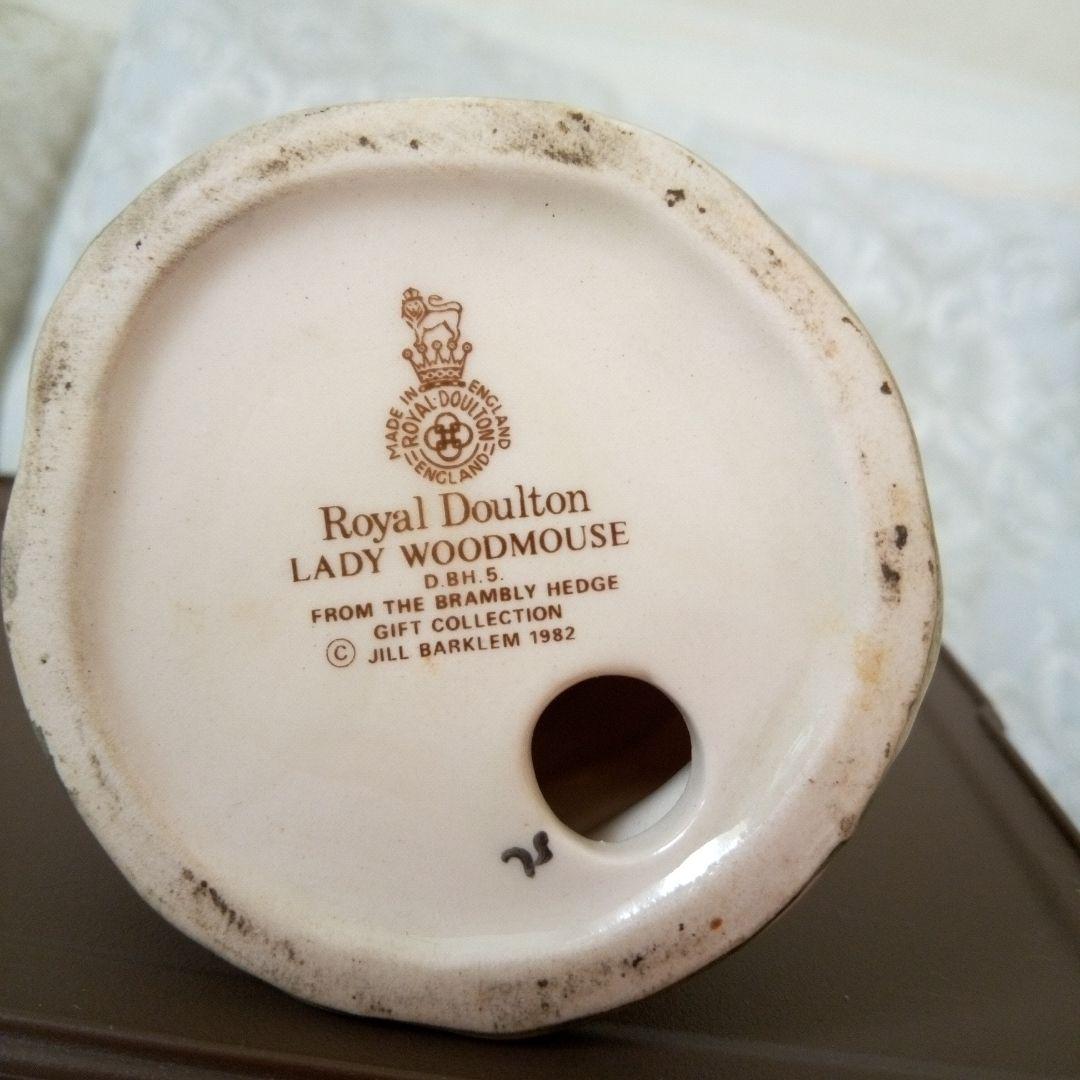 MADE IN ENGLAND
ROYAL·DOULTON
ENGLAND
Royal Doulton
LADY WOODMOUSE
D.BH.5.
FROM THE BRAMBLY HEDGE
GIFT COLLECTION
© JILL BARKLEM 1982